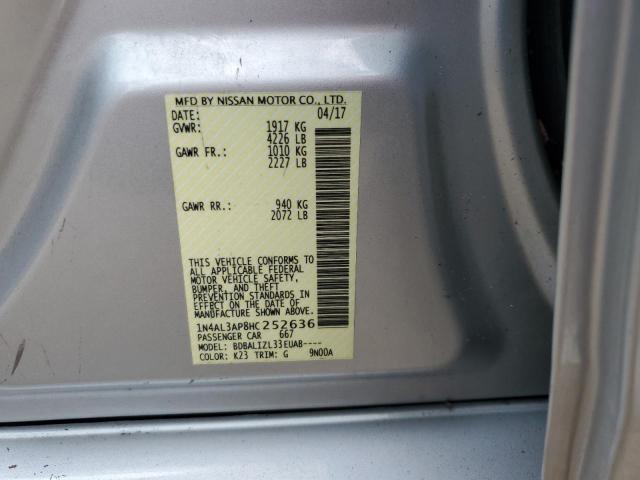 MFD BY NISSAN MOTOR CO., LTD.
DATE: 04/17
GVWR: 1917 KG
4226 LB
GAWR FR.: 1010 KG
2227 LB
GAWR RR.: 940 KG
2072 LB
THIS VEHICLE CONFORMS TO
ALL APPLICABLE FEDERAL
MOTOR VEHICLE SAFETY,
BUMPER, AND THEFT
PREVENTION STANDARDS IN
EFFECT ON THE DATE OF
MANUFACTURE SHOWN ABOVE.
1N4AL3AP8HC252636
PASSENGER CAR 667
MODEL: BDBALIZL33EUAB----
COLOR: K23 TRIM: G 9N00A